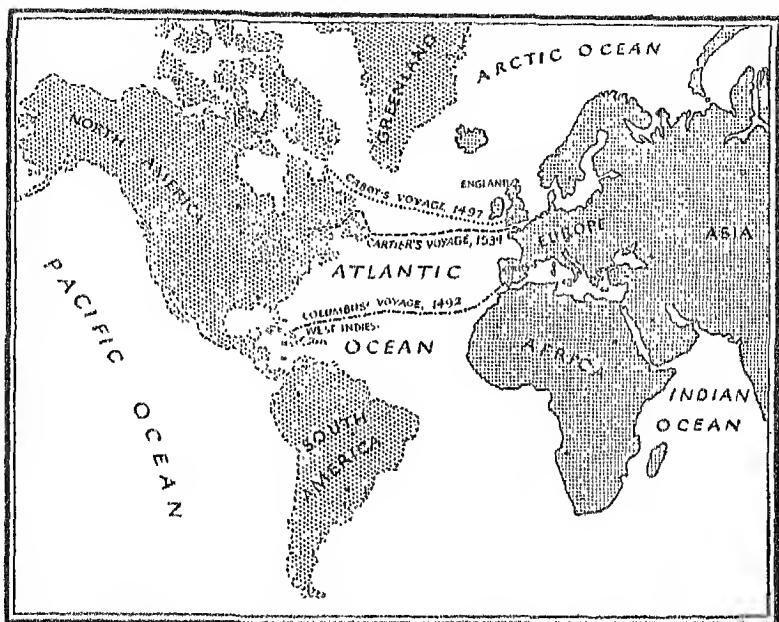 ARCTIC OCEAN
GREENLAND
NORTH AMERICA
ENGLAND
CABOT'S VOYAGE, 1497
CARTIER'S VOYAGE, 1534
EUROPE
ASIA
ATLANTIC
COLUMBUS' VOYAGE, 1492
WEST INDIES
OCEAN
AFRICA
PACIFIC OCEAN
INDIAN
OCEAN
SOUTH
AMERICA